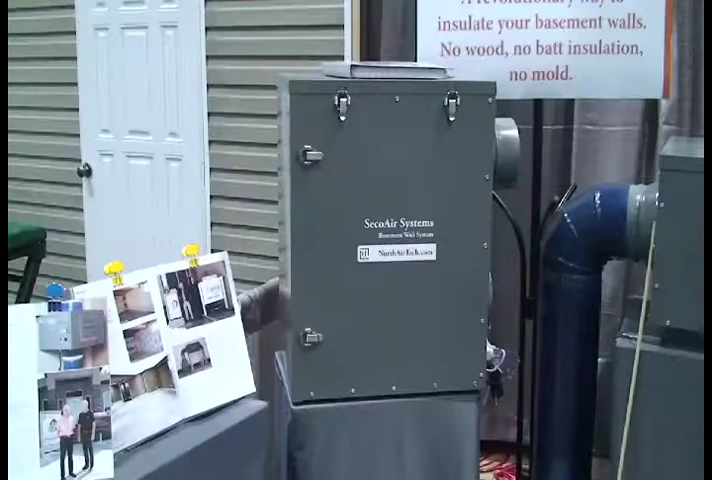 A revolutionary way to
insulate your basement walls.
No wood, no batt insulation,
no mold.
SecoAir Systems
Basement Wall System
NorthAirTech.com